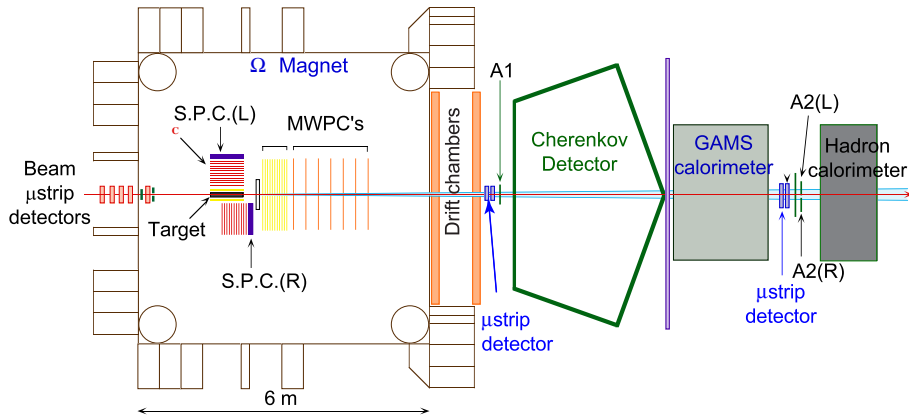 Ω Magnet
A1
S.P.C.(L)
MWPC's
A2(L)
c
Cherenkov
Detector
GAMS
calorimeter
Hadron
calorimeter
Beam
μstrip
detectors
Drift chambers
Target
S.P.C.(R)
A2(R)
μstrip
detector
μstrip
detector
6 m